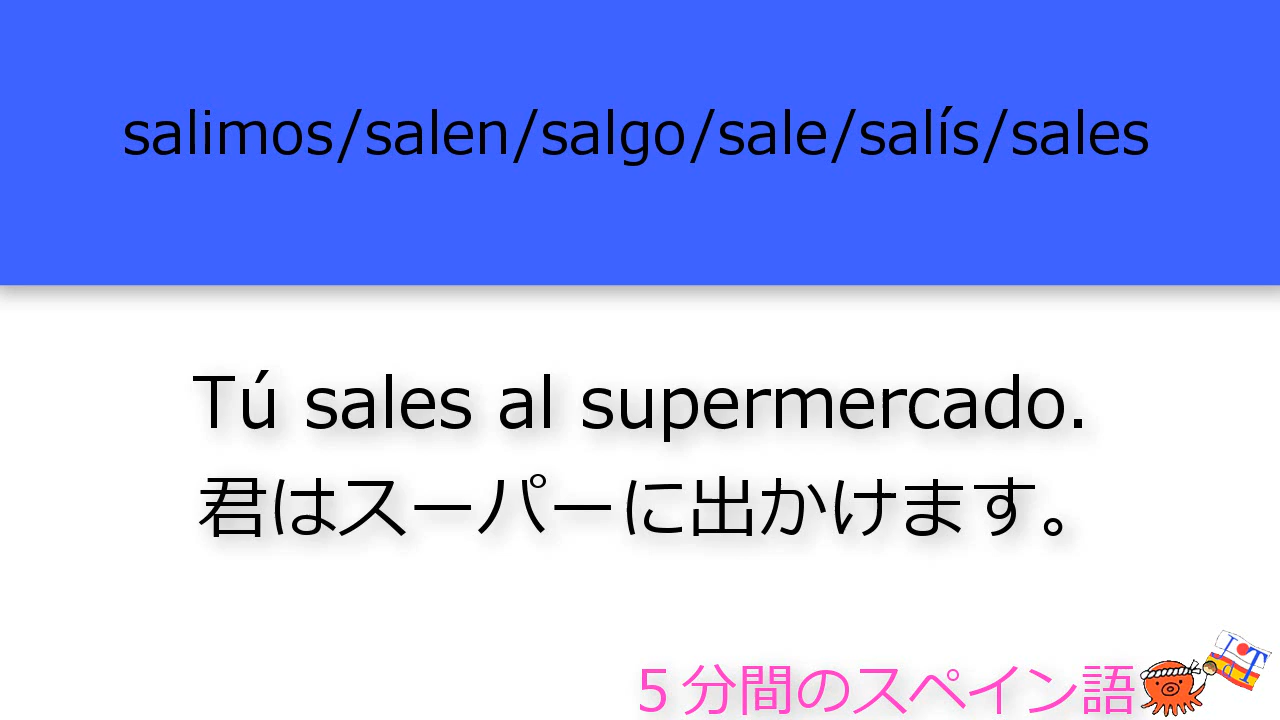 salimos/salen/salgo/sale/salís/sales
Tú sales al supermercado.
君はスーパーに出かけます。
５分間のスペイン語